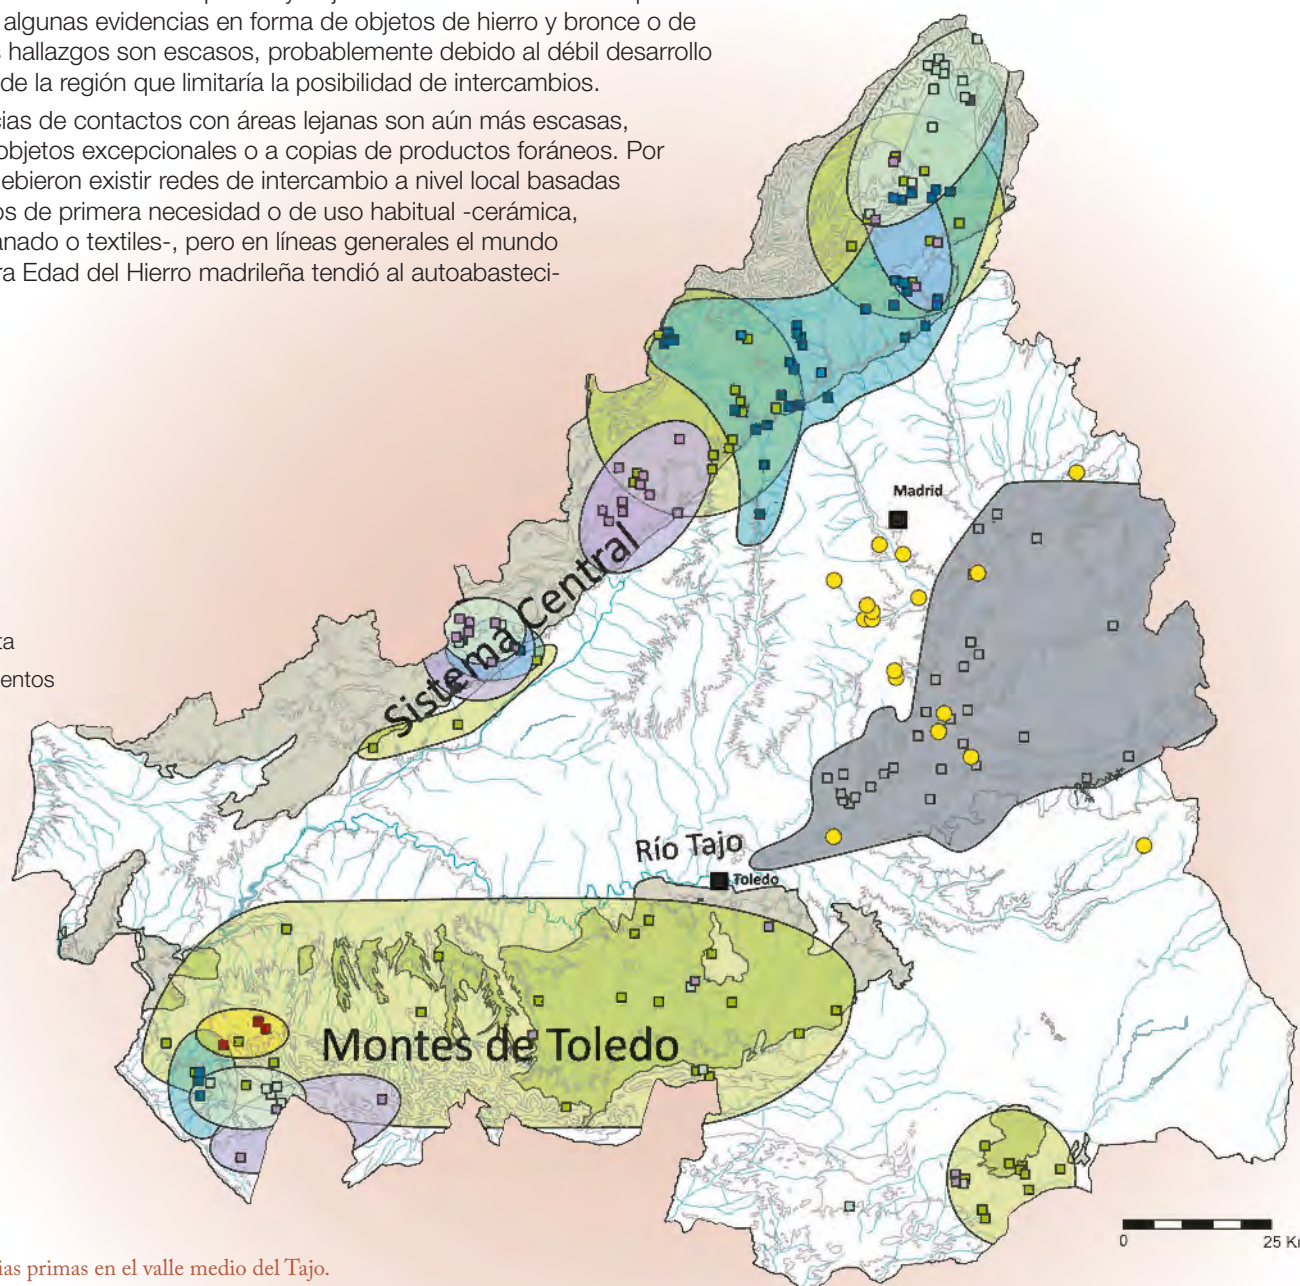 algunas evidencias en forma de objetos de hierro y bronce o de
hallazgos son escasos, probablemente debido al débil desarrollo
de la región que limitaría la posibilidad de intercambios.
cias de contactos con áreas lejanas son aún más escasas,
objetos excepcionales o a copias de productos foráneos. Por
ebieron existir redes de intercambio a nivel local basadas
os de primera necesidad o de uso habitual -cerámica,
anado o textiles-, pero en líneas generales el mundo
ra Edad del Hierro madrileña tendió al autoabasteci-
Madrid
Sistema Central
ta
entos
Río Tajo
Toledo
Montes de Toledo
0 25 K
ias primas en el valle medio del Tajo.